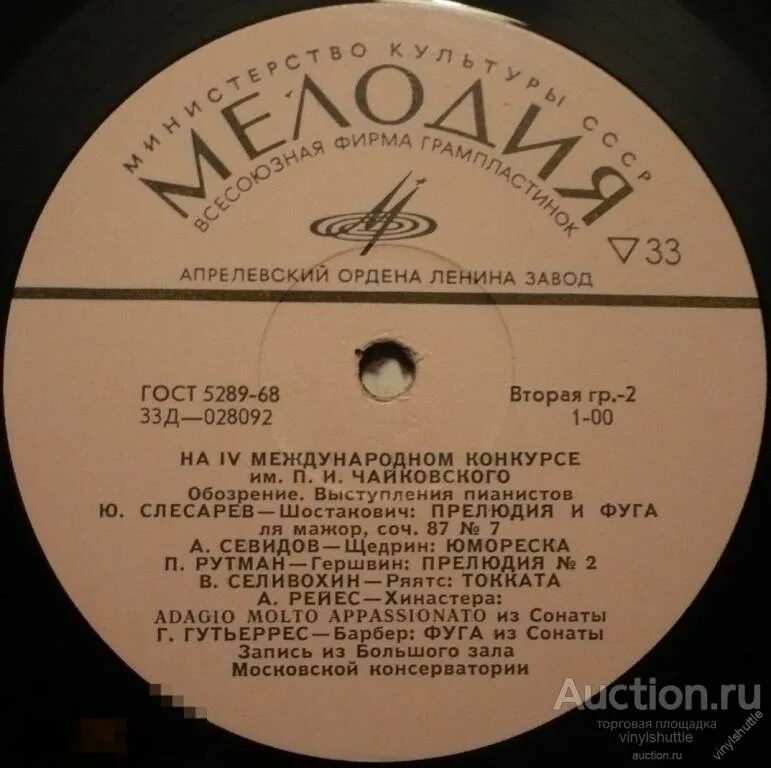 МИНИСТЕРСТВО КУЛЬТУРЫ СССР
МЕЛОДИЯ
ВСЕСОЮЗНАЯ ФИРМА ГРАМПЛАСТИНОК
▽33
АПРЕЛЕВСКИЙ ОРДЕНА ЛЕНИНА ЗАВОД
ГОСТ 5289-68 Вторая гр.-2
33Д—028092 1-00
НА IV МЕЖДУНАРОДНОМ КОНКУРСЕ
им. П. И. ЧАЙКОВСКОГО
Обозрение. Выступления пианистов
Ю. СЛЕСАРЕВ—Шостакович: ПРЕЛЮДИЯ И ФУГА
ля мажор, соч. 87 № 7
А. СЕВИДОВ—Щедрин: ЮМОРЕСКА
П. РУТМАН—Гершвин: ПРЕЛЮДИЯ № 2
В. СЕЛИВОХИН—Ряятс: ТОККАТА
А. РЕЙЕС—Хинастера:
ADAGIO MOLTO APPASSIONATO из Сонаты
Г. ГУТЬЕРРЕС—Барбер: ФУГА из Сонаты
Запись из Большого зала
Московской консерватории
Auction.ru
торговая площадка
vinylshuttle
auction.ru
vinylshuttle